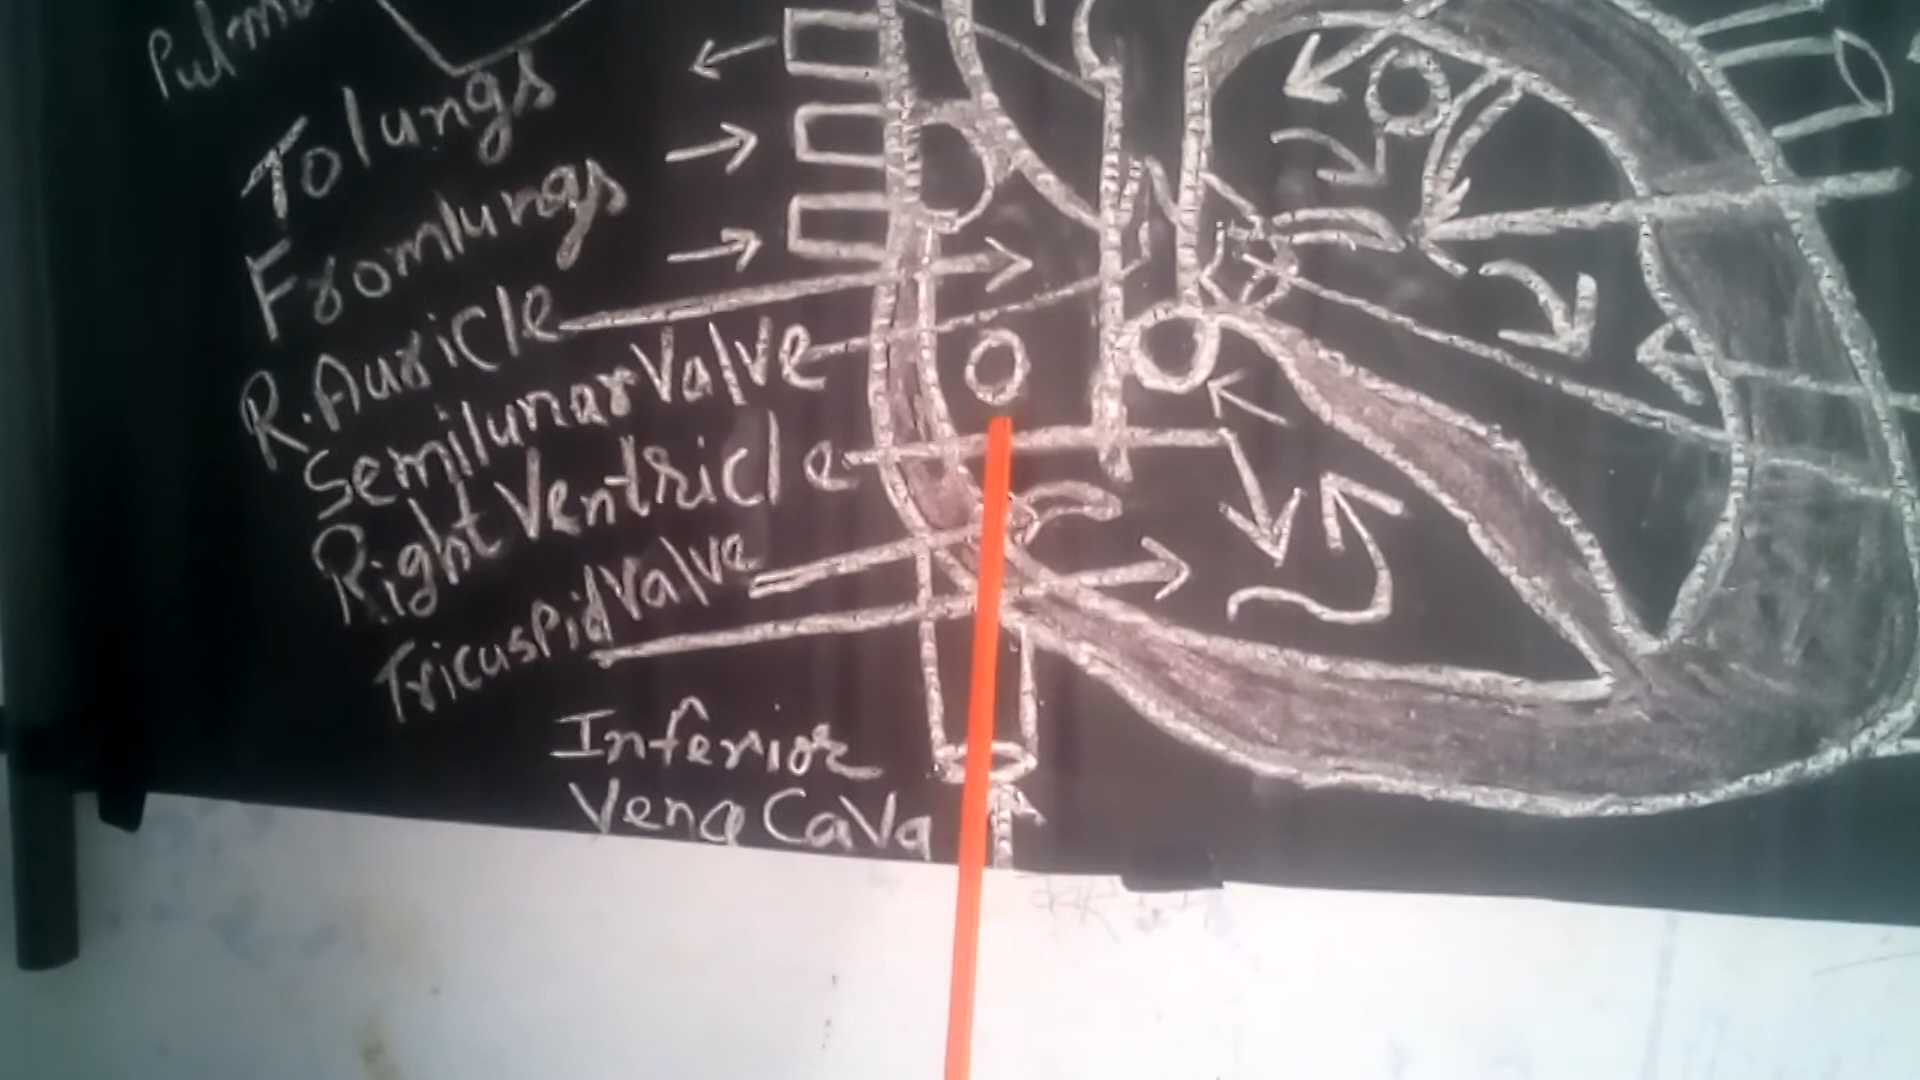 To lungs
From lungs
R. Auricle
Semilunar Valve
Right Ventricle
Tricuspid Valve
Inferior
Vena Cava